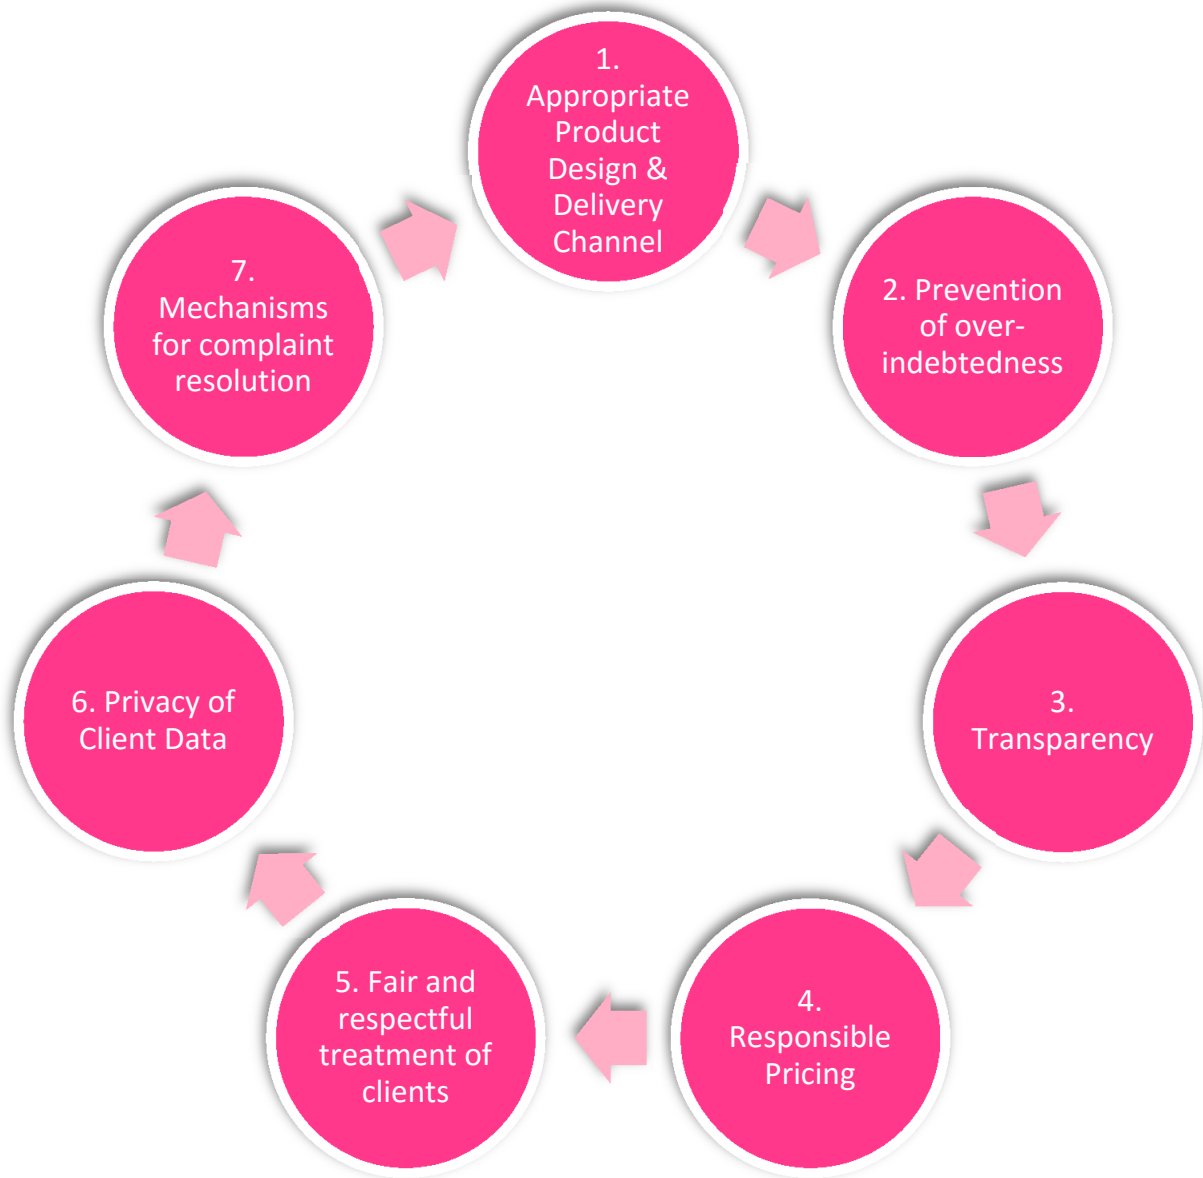 1.
Appropriate
Product
Design &
Delivery
Channel
2. Prevention
of over-
indebtedness
3.
Transparency
4.
Responsible
Pricing
5. Fair and
respectful
treatment of
clients
6. Privacy of
Client Data
7.
Mechanisms
for complaint
resolution